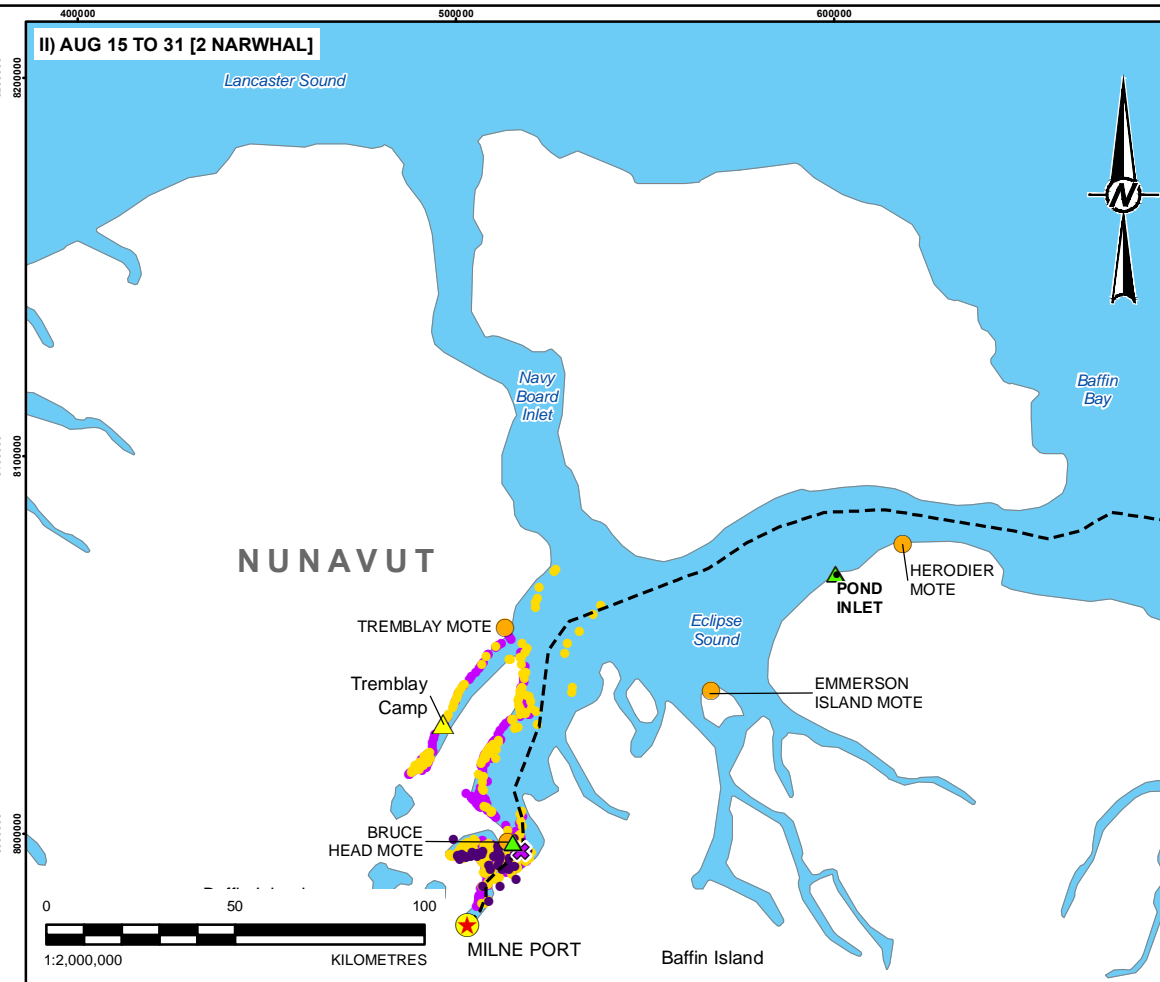 400000
500000
600000
II) AUG 15 TO 31 [2 NARWHAL]
8200000
Lancaster Sound
N
Navy
Board
Inlet
Baffin
Bay
8100000
NUNAVUT
HERODIER
MOTE
POND
INLET
TREMBLAY MOTE
Eclipse
Sound
Tremblay
Camp
EMMERSON
ISLAND MOTE
BRUCE
HEAD MOTE
0 50 100
1:2,000,000 KILOMETRES
MILNE PORT
Baffin Island